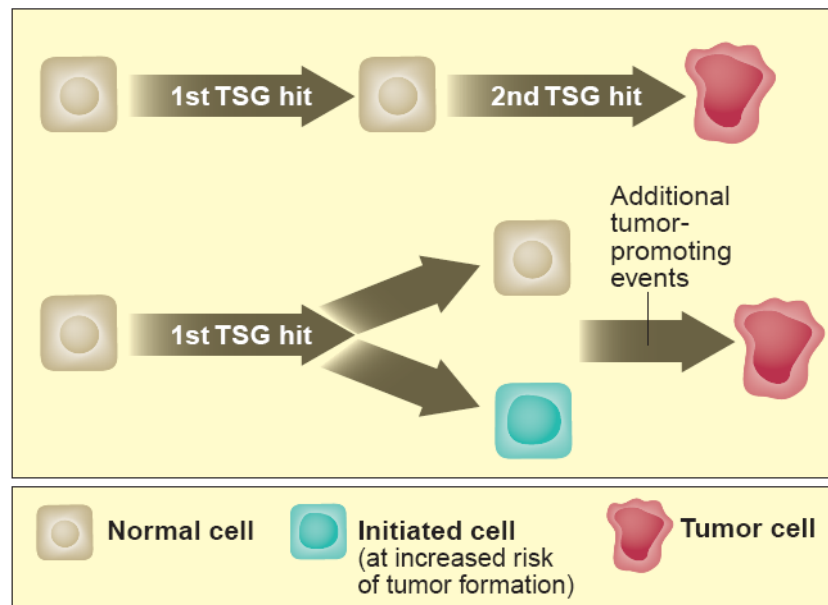 1st TSG hit
2nd TSG hit
Additional
tumor-
promoting
events
1st TSG hit
Normal cell
Initiated cell
(at increased risk
of tumor formation)
Tumor cell